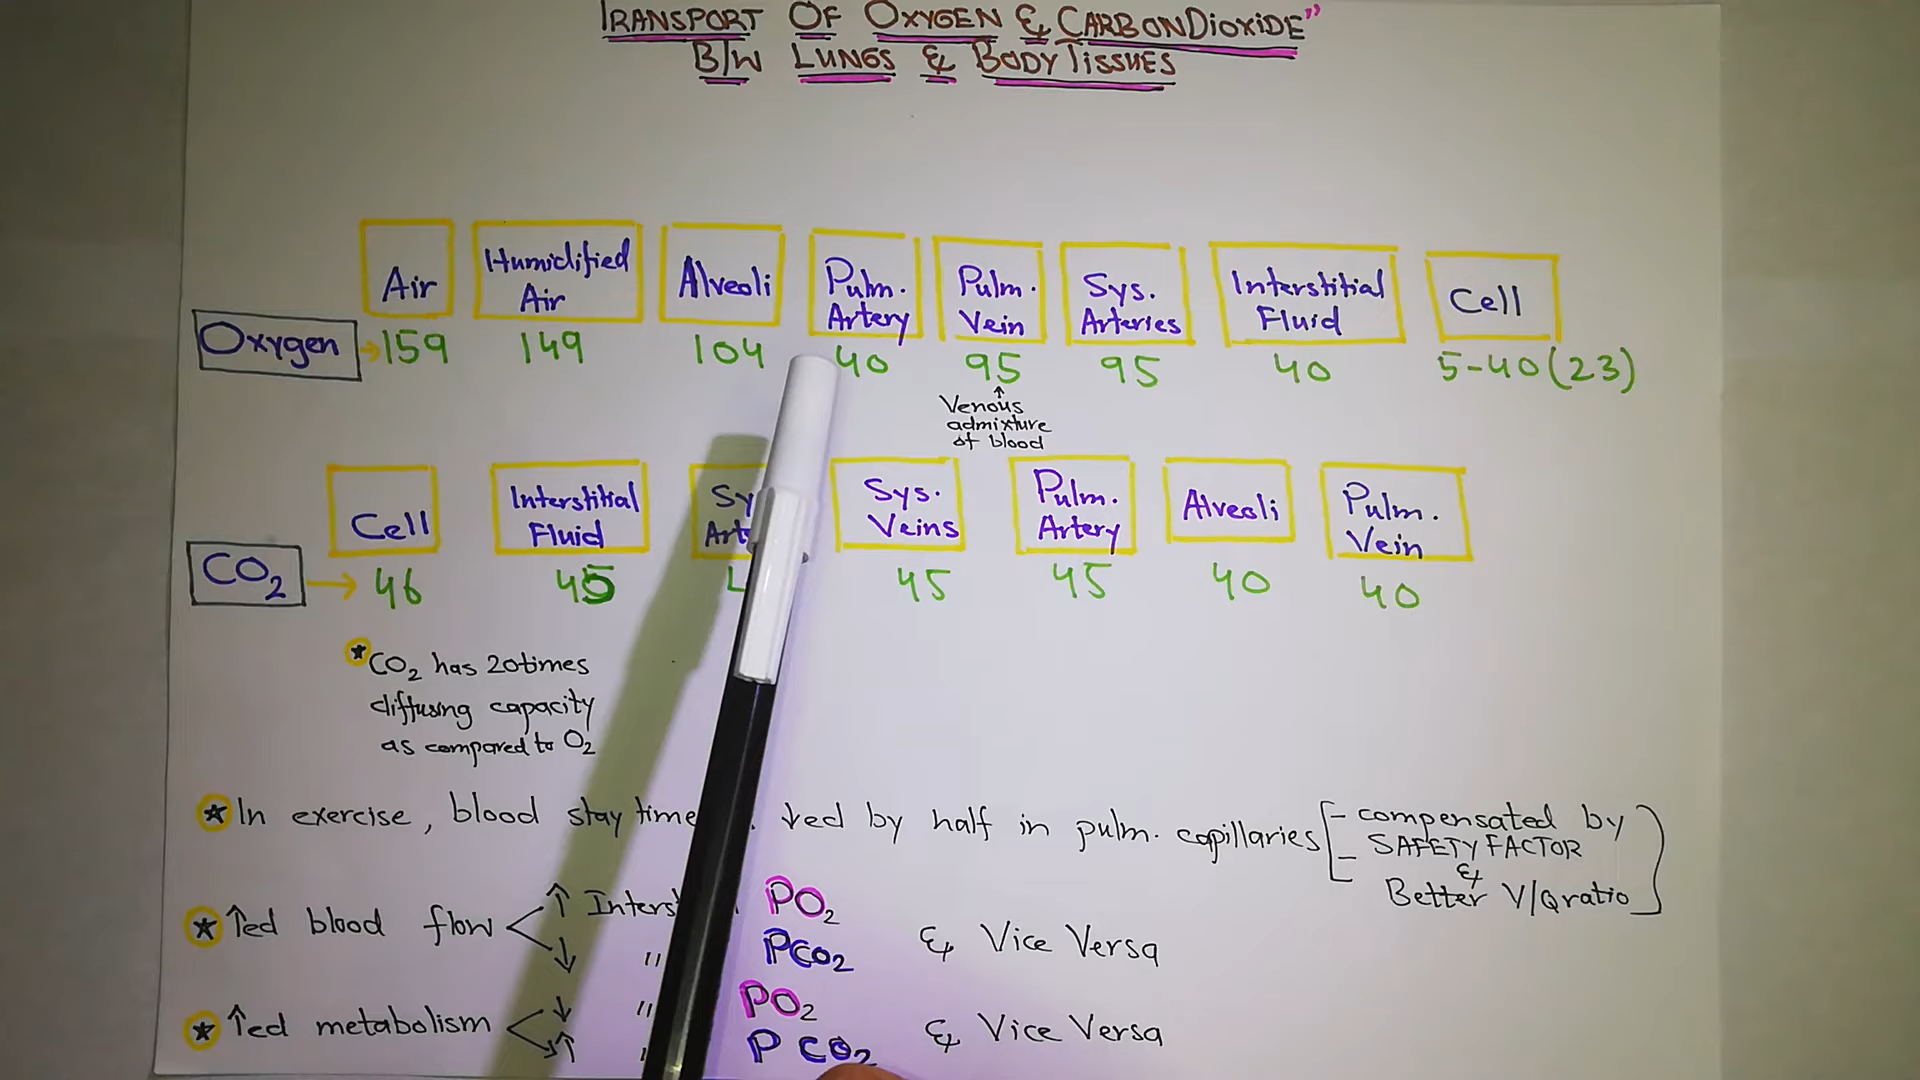 TRANSPORT OF OXYGEN & CARBONDIOXIDE"
B/W LUNGS & BODY TISSUES
Air
Humidified Air
Alveoli
Pulm. Artery
Pulm. Vein
Sys. Arteries
Interstitial Fluid
Cell
Oxygen → 159 149 104 40 95 95 40 5-40(23)
↑
Venous
admixture
of blood
Cell
Interstitial Fluid
Sys. Veins
Pulm. Artery
Alveoli
Pulm. Vein
CO2 → 46 45 45 45 40 40
*CO2 has 20times
diffusing capacity
as compared to O2
* In exercise, blood stay time ↓ed by half in pulm. capillaries [- compensated by
- SAFETY FACTOR
&
Better V/Qratio
* ↑ed blood flow < ↑ PO2
↓ " PCO2 & Vice Versa
* ↑ed metabolism < ↓ " PO2
↑ PCO2 & Vice Versa